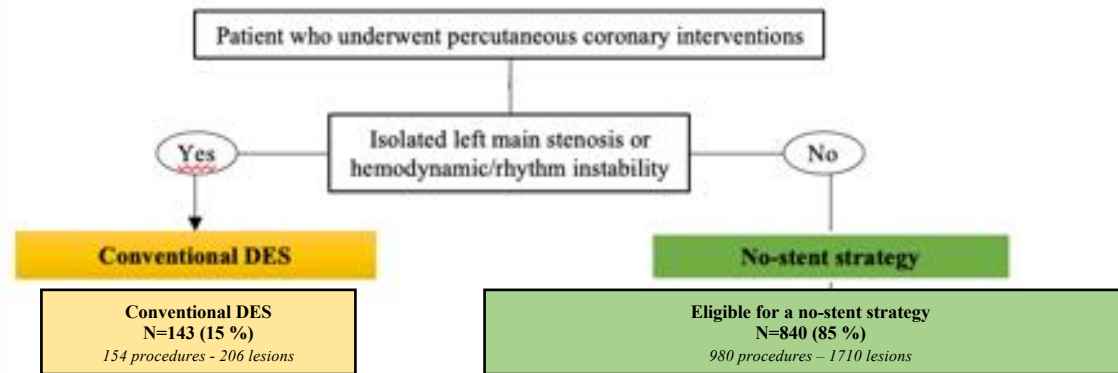 Patient who underwent percutaneous coronary interventions
Isolated left main stenosis or
hemodynamic/rhythm instability
Yes
No
Conventional DES
No-stent strategy
Conventional DES
N=143 (15 %)
154 procedures - 206 lesions
Eligible for a no-stent strategy
N=840 (85 %)
980 procedures – 1710 lesions